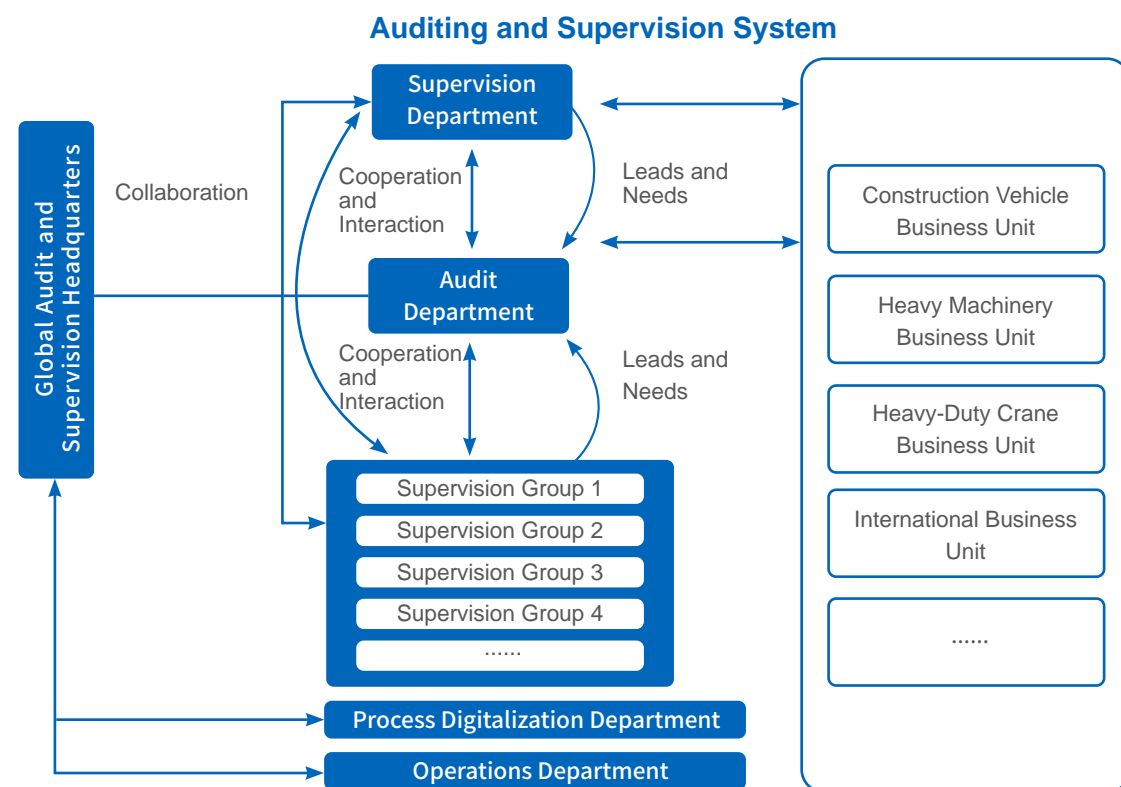 Auditing and Supervision System
Global Audit and
Supervision Headquarters
Collaboration
Supervision
Department
Cooperation
and
Interaction
Leads and
Needs
Audit
Department
Cooperation
and
Interaction
Leads and
Needs
Supervision Group 1
Supervision Group 2
Supervision Group 3
Supervision Group 4
......
Process Digitalization Department
Operations Department
Construction Vehicle
Business Unit
Heavy Machinery
Business Unit
Heavy-Duty Crane
Business Unit
International Business
Unit
......